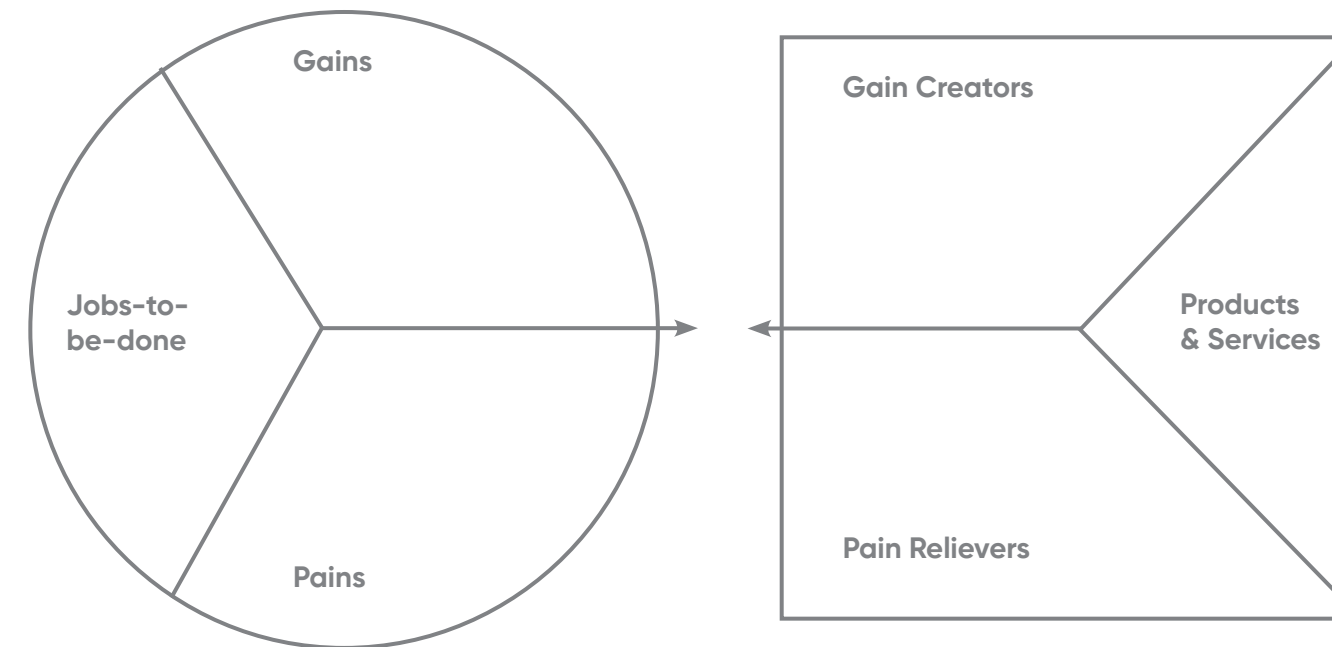 Gains
Jobs-to-
be-done
Pains
Gain Creators
Products
& Services
Pain Relievers